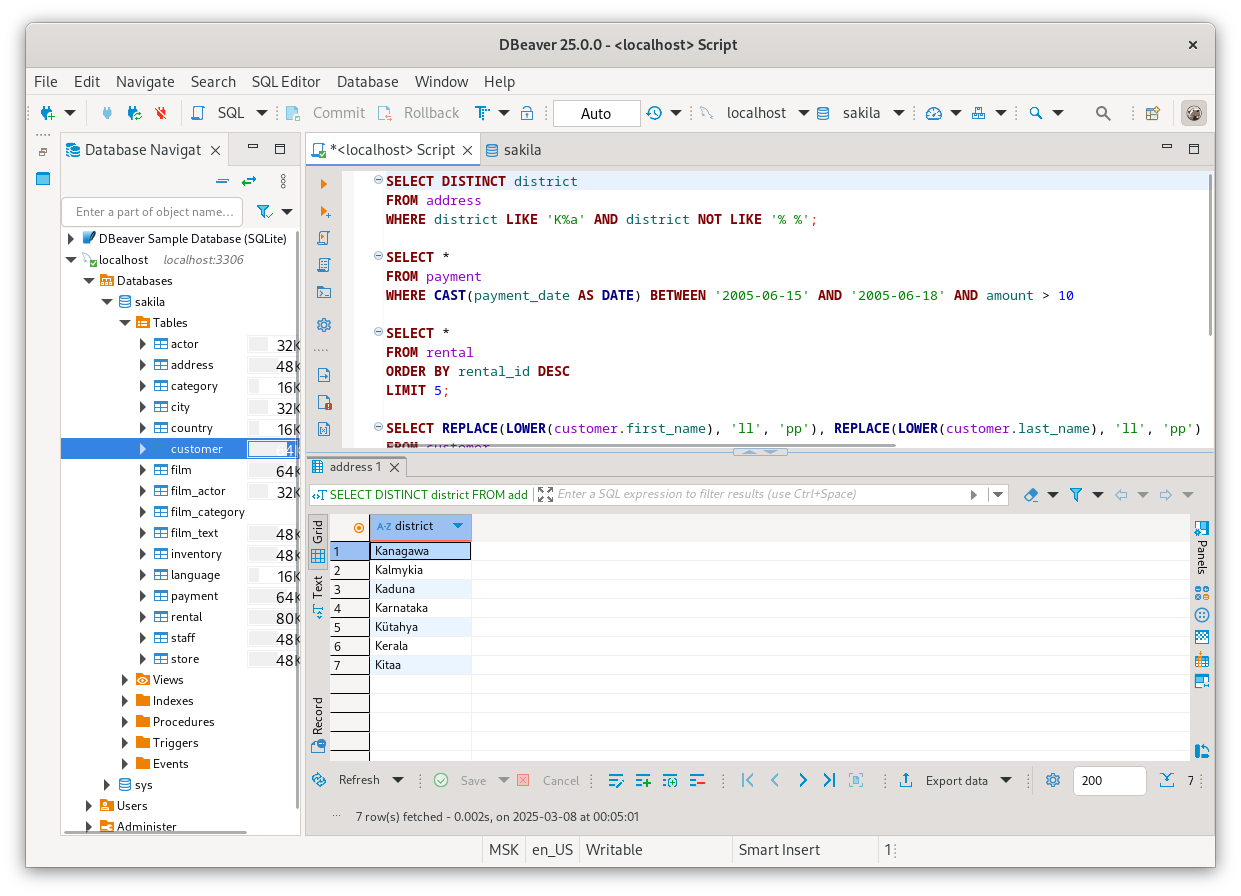 DBeaver 25.0.0 - <localhost> Script
File Edit Navigate Search SQL Editor Database Window Help
SQL Commit Rollback Auto localhost sakila
Database Navigat
*<localhost> Script
sakila
Enter a part of object name...
DBeaver Sample Database (SQLite)
localhost localhost:3306
Databases
sakila
Tables
actor 32K
address 48K
category 16K
city 32K
country 16K
customer 64K
film 64K
film_actor 32K
film_category
film_text 48K
inventory 48K
language 16K
payment 64K
rental 80K
staff 48K
store 48K
Views
Indexes
Procedures
Triggers
Events
sys
Users
Administer
SELECT DISTINCT district
FROM address
WHERE district LIKE 'K%a' AND district NOT LIKE '% %';
SELECT *
FROM payment
WHERE CAST(payment_date AS DATE) BETWEEN '2005-06-15' AND '2005-06-18' AND amount > 10
SELECT *
FROM rental
ORDER BY rental_id DESC
LIMIT 5;
SELECT REPLACE(LOWER(customer.first_name), 'll', 'pp'), REPLACE(LOWER(customer.last_name), 'll', 'pp')
FROM customer
address 1
SELECT DISTINCT district FROM add
Enter a SQL expression to filter results (use Ctrl+Space)
Grid
Text
Record
A-Z district
1 Kanagawa
2 Kalmykia
3 Kaduna
4 Karnataka
5 Kütahya
6 Kerala
7 Kitaa
Panels
Refresh Save Cancel Export data 200 7
7 row(s) fetched - 0.002s, on 2025-03-08 at 00:05:01
MSK en_US Writable Smart Insert 1